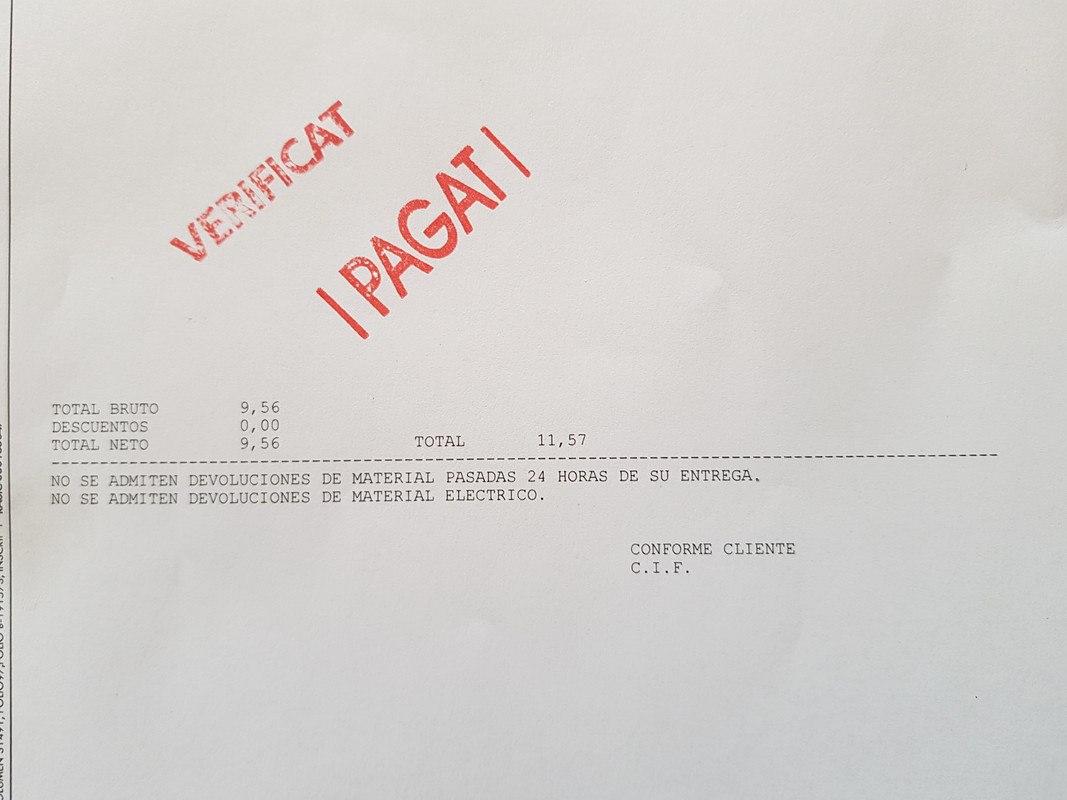 VERIFICAT
| PAGAT |
TOTAL BRUTO 9,56
DESCUENTOS 0,00
TOTAL NETO 9,56 TOTAL 11,57
NO SE ADMITEN DEVOLUCIONES DE MATERIAL PASADAS 24 HORAS DE SU ENTREGA.
NO SE ADMITEN DEVOLUCIONES DE MATERIAL ELECTRICO.
CONFORME CLIENTE
C.I.F.